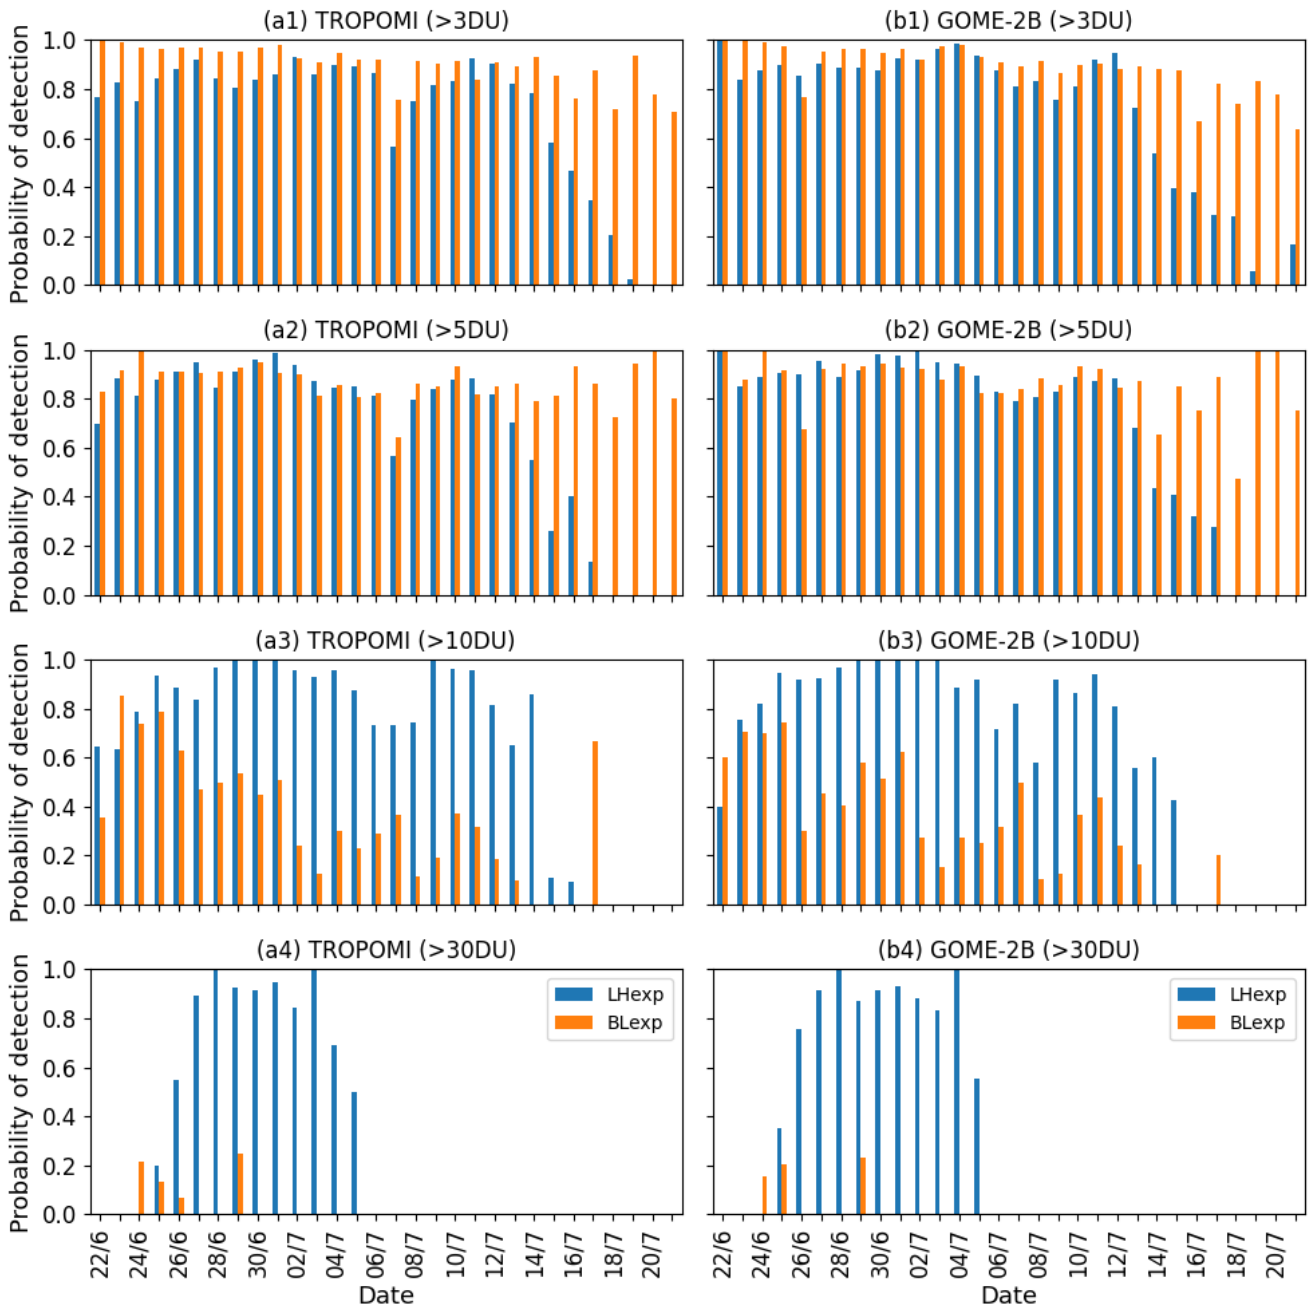 (a1) TROPOMI (>3DU)
(b1) GOME-2B (>3DU)
Probability of detection
1.0
0.8
0.6
0.4
0.2
0.0
(a2) TROPOMI (>5DU)
(b2) GOME-2B (>5DU)
Probability of detection
1.0
0.8
0.6
0.4
0.2
0.0
(a3) TROPOMI (>10DU)
(b3) GOME-2B (>10DU)
Probability of detection
1.0
0.8
0.6
0.4
0.2
0.0
(a4) TROPOMI (>30DU)
(b4) GOME-2B (>30DU)
Probability of detection
1.0
0.8
0.6
0.4
0.2
0.0
LHexp
BLexp
LHexp
BLexp
22/6 24/6 26/6 28/6 30/6 02/7 04/7 06/7 08/7 10/7 12/7 14/7 16/7 18/7 20/7
22/6 24/6 26/6 28/6 30/6 02/7 04/7 06/7 08/7 10/7 12/7 14/7 16/7 18/7 20/7
Date
Date